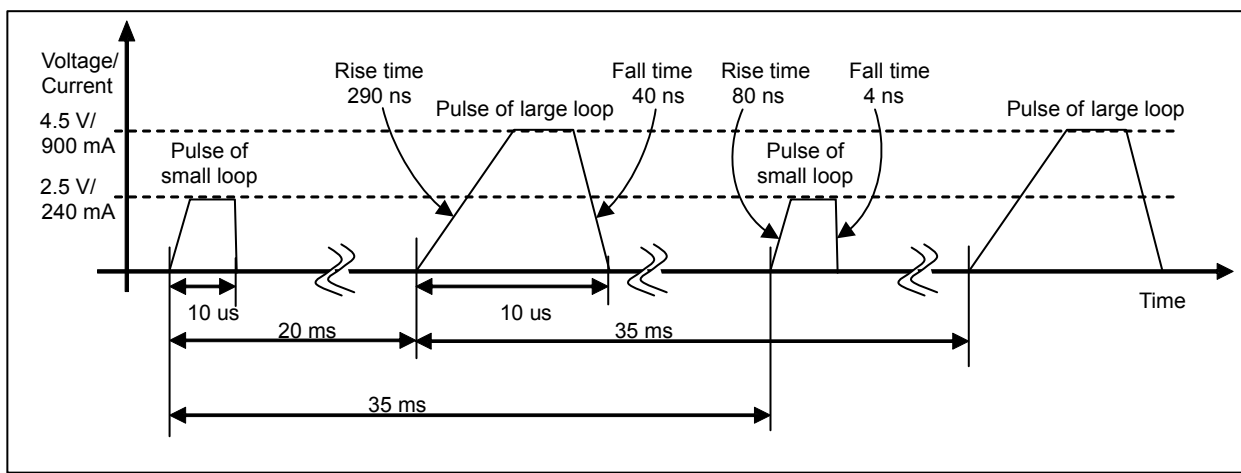 Voltage/
Current
4.5 V/
900 mA
2.5 V/
240 mA
Pulse of
small loop
Rise time
290 ns
Pulse of large loop
Fall time
40 ns
Rise time
80 ns
Fall time
4 ns
Pulse of
small loop
Pulse of large loop
10 us
10 us
Time
20 ms
35 ms
35 ms